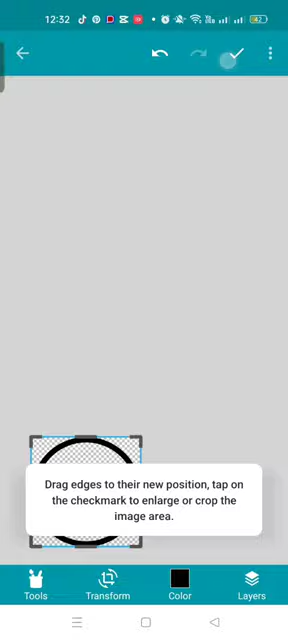 12:32
42
Drag edges to their new position, tap on
the checkmark to enlarge or crop the
image area.
Tools
Transform
Color
Layers